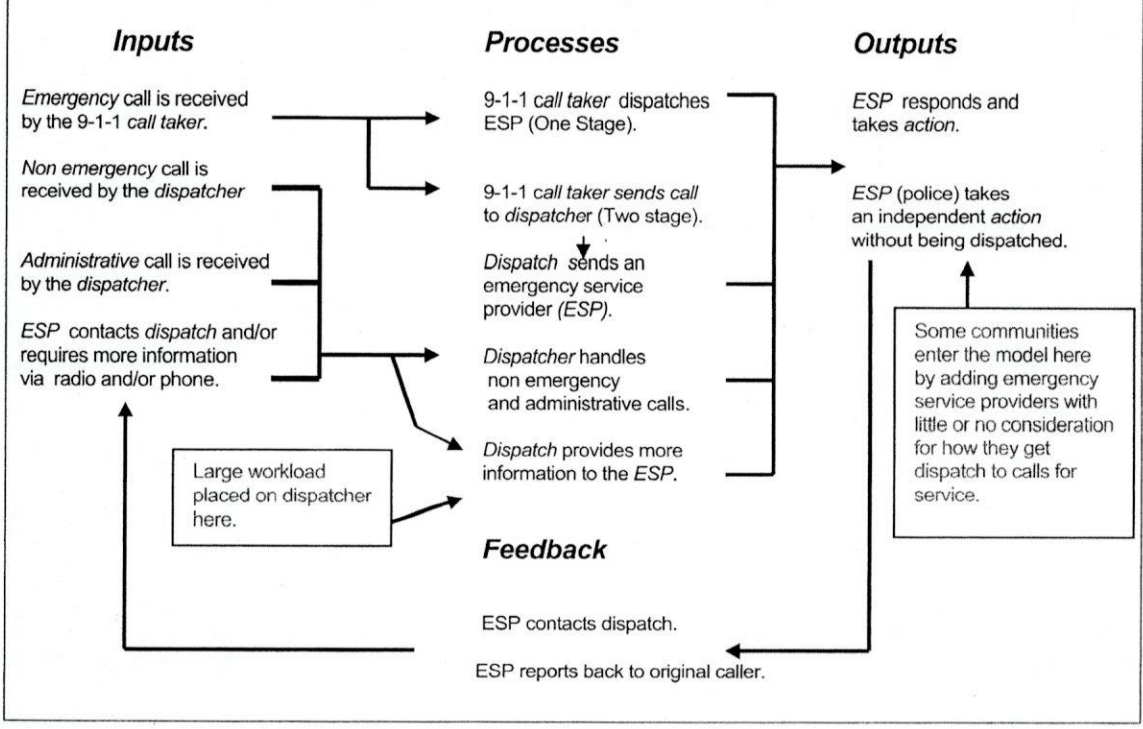 Inputs
Processes
Outputs
Emergency call is received
by the 9-1-1 call taker.
Non emergency call is
received by the dispatcher
Administrative call is received
by the dispatcher.
ESP contacts dispatch and/or
requires more information
via radio and/or phone.
Large workload
placed on dispatcher
here.
9-1-1 call taker dispatches
ESP (One Stage).
9-1-1 call taker sends call
to dispatcher (Two stage).
Dispatch sends an
emergency service
provider (ESP).
Dispatcher handles
non emergency
and administrative calls.
Dispatch provides more
information to the ESP.
ESP responds and
takes action.
ESP (police) takes
an independent action
without being dispatched.
Some communities
enter the model here
by adding emergency
service providers with
little or no consideration
for how they get
dispatch to calls for
service.
Feedback
ESP contacts dispatch.
ESP reports back to original caller.